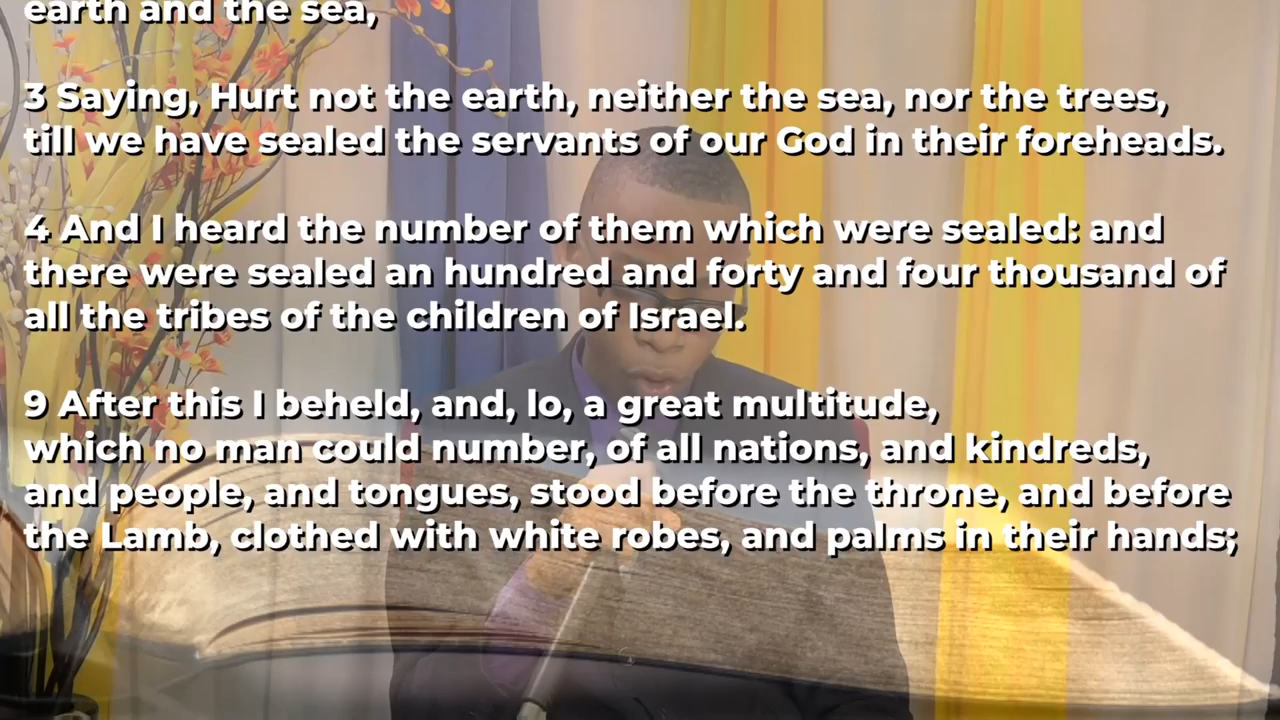 earth and the sea,
3 Saying, Hurt not the earth, neither the sea, nor the trees,
till we have sealed the servants of our God in their foreheads.
4 And I heard the number of them which were sealed: and
there were sealed an hundred and forty and four thousand of
all the tribes of the children of Israel.
9 After this I beheld, and, lo, a great multitude,
which no man could number, of all nations, and kindreds,
and people, and tongues, stood before the throne, and before
the Lamb, clothed with white robes, and palms in their hands;